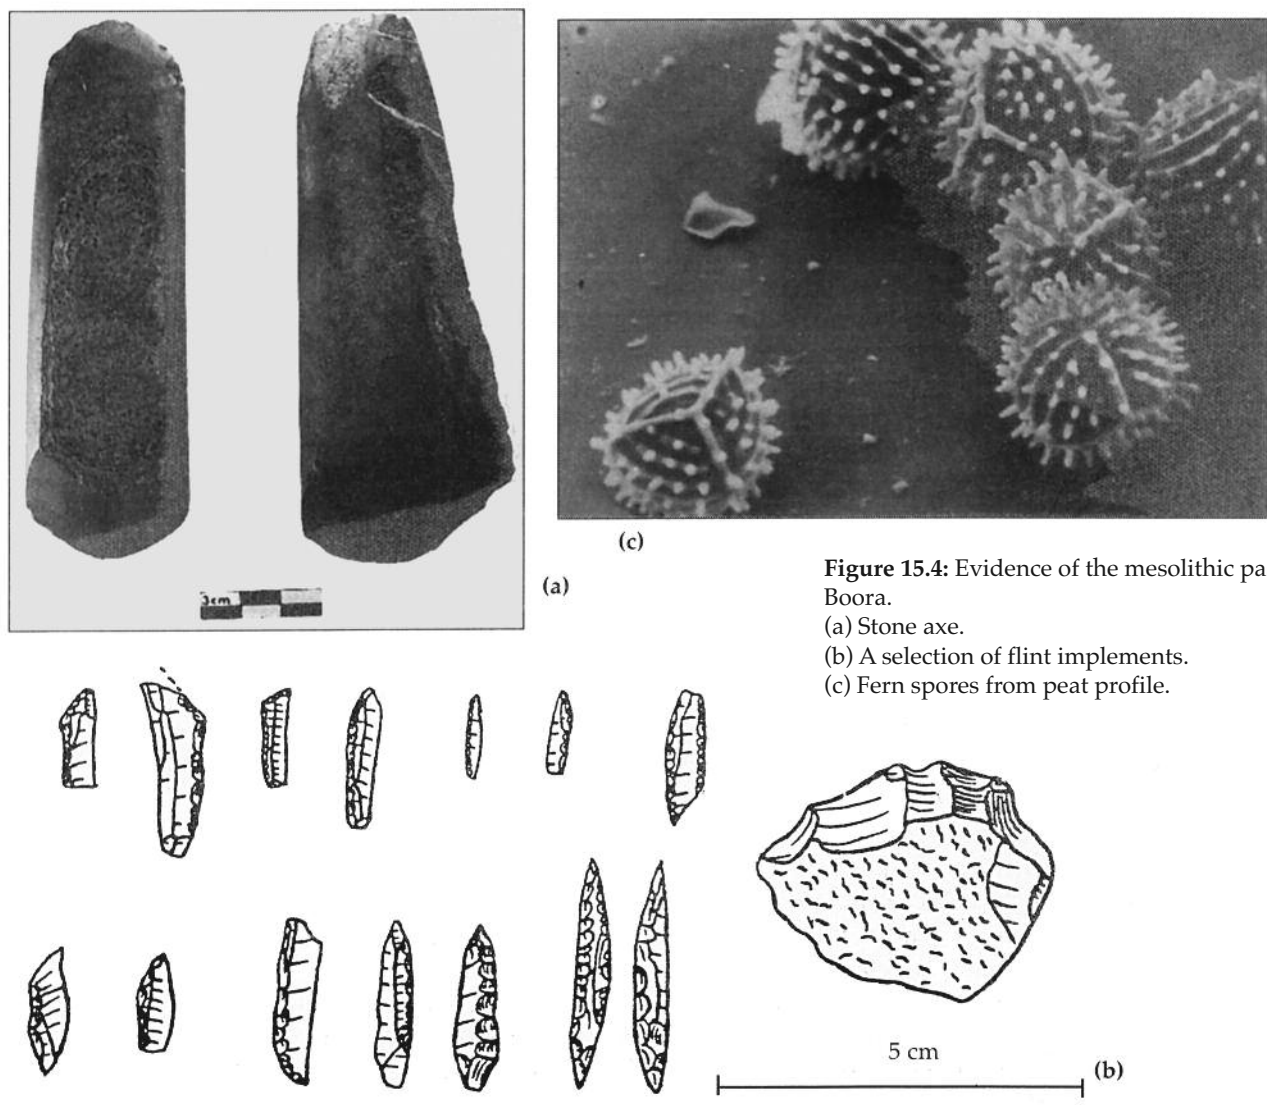 3cm
(a)
(c)
Figure 15.4: Evidence of the mesolithic pa
Boora.
(a) Stone axe.
(b) A selection of flint implements.
(c) Fern spores from peat profile.
5 cm
(b)